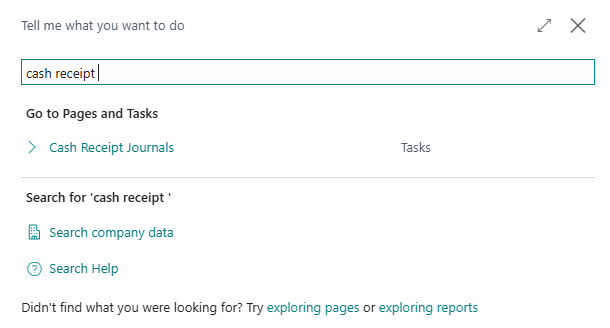 Tell me what you want to do
cash receipt
Go to Pages and Tasks
Cash Receipt Journals Tasks
Search for 'cash receipt '
Search company data
Search Help
Didn't find what you were looking for? Try exploring pages or exploring reports